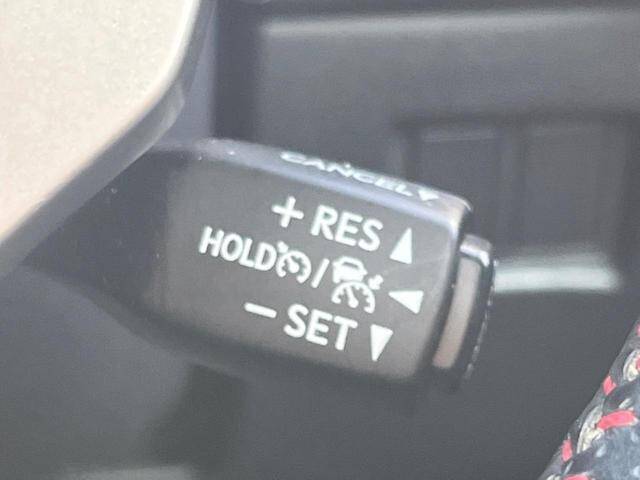 CANCEL
+ RES
HOLD /
- SET